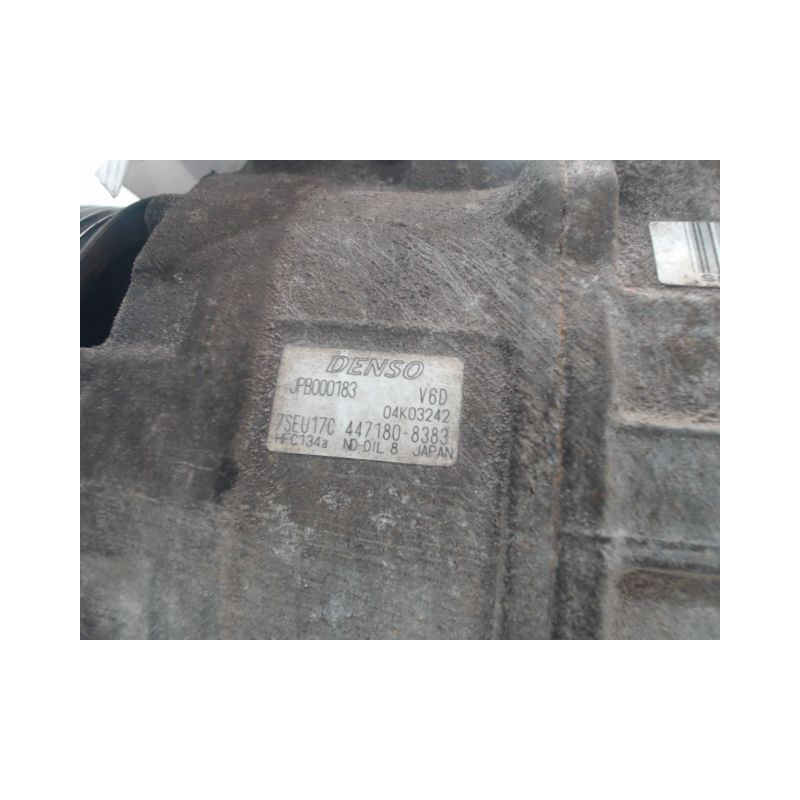 DENSO
JPB000183 V6D
04K03242
7SEU17C 447180-8383
HFC134a ND-OIL 8 JAPAN